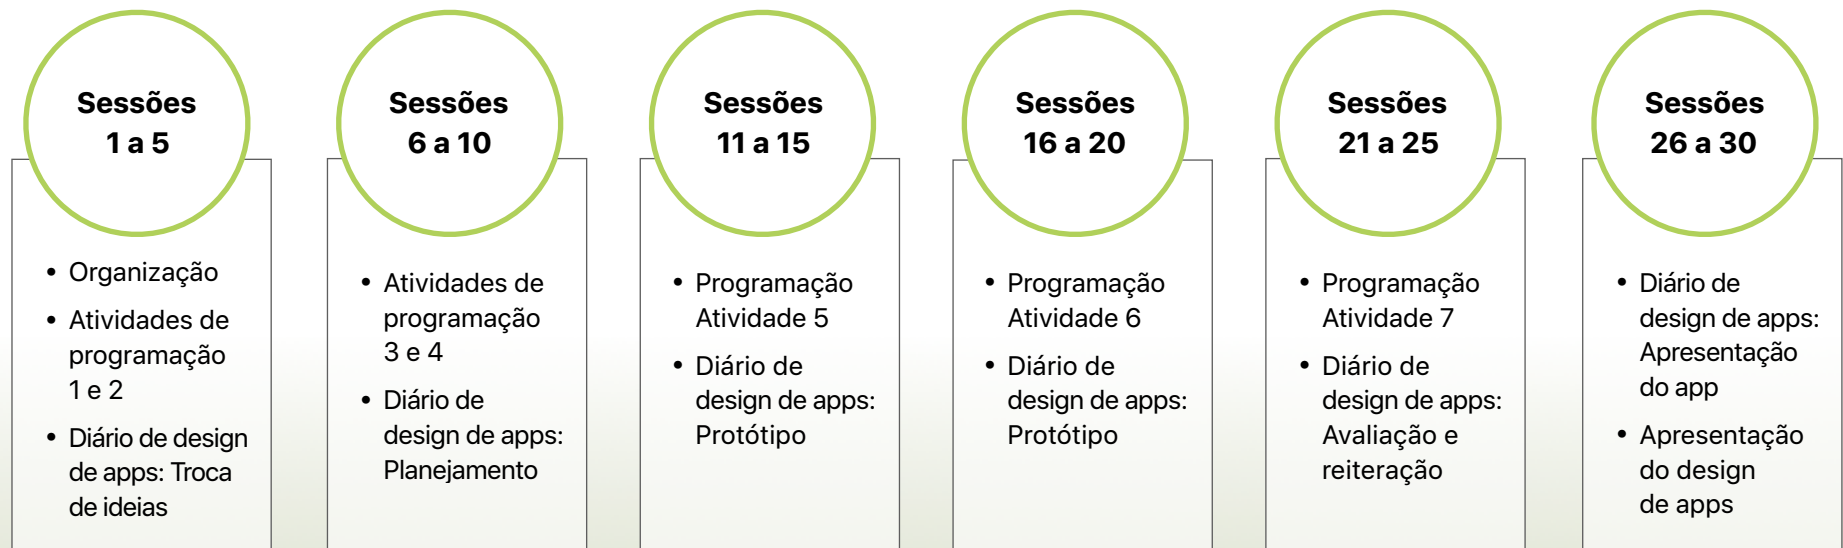 Sessões
1 a 5
• Organização
• Atividades de
programação
1 e 2
• Diário de design
de apps: Troca
de ideias
Sessões
6 a 10
• Atividades de
programação
3 e 4
• Diário de
design de apps:
Planejamento
Sessões
11 a 15
• Programação
Atividade 5
• Diário de
design de apps:
Protótipo
Sessões
16 a 20
• Programação
Atividade 6
• Diário de
design de apps:
Protótipo
Sessões
21 a 25
• Programação
Atividade 7
• Diário de
design de apps:
Avaliação e
reiteração
Sessões
26 a 30
• Diário de
design de apps:
Apresentação
do app
• Apresentação
do design
de apps